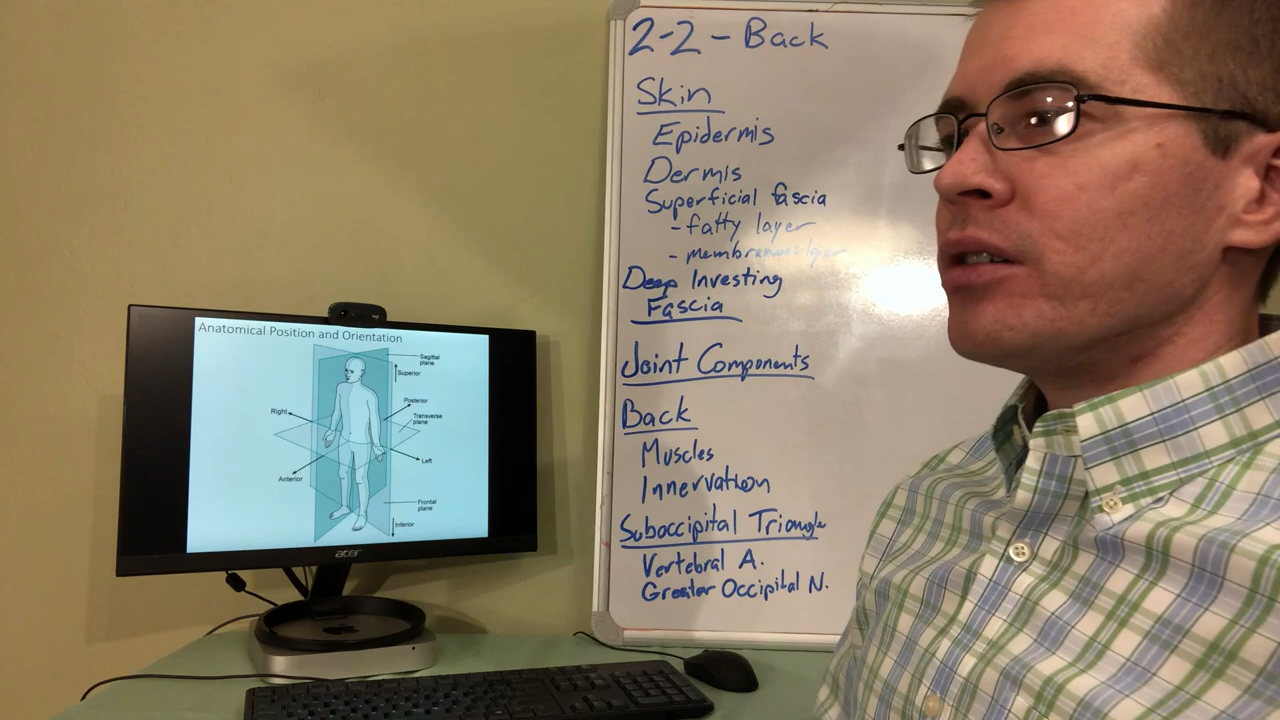 2-2 - Back
Skin
Epidermis
Dermis
Superficial fascia
- fatty layer
- membranous layer
Deep Investing
Fascia
Joint Components
Back
Muscles
Innervation
Suboccipital Triangle
Vertebral A.
Greater Occipital N.
Anatomical Position and Orientation
Sagittal
plane
Superior
Posterior
Right
Transverse
plane
Left
Anterior
Frontal
plane
Inferior
acer